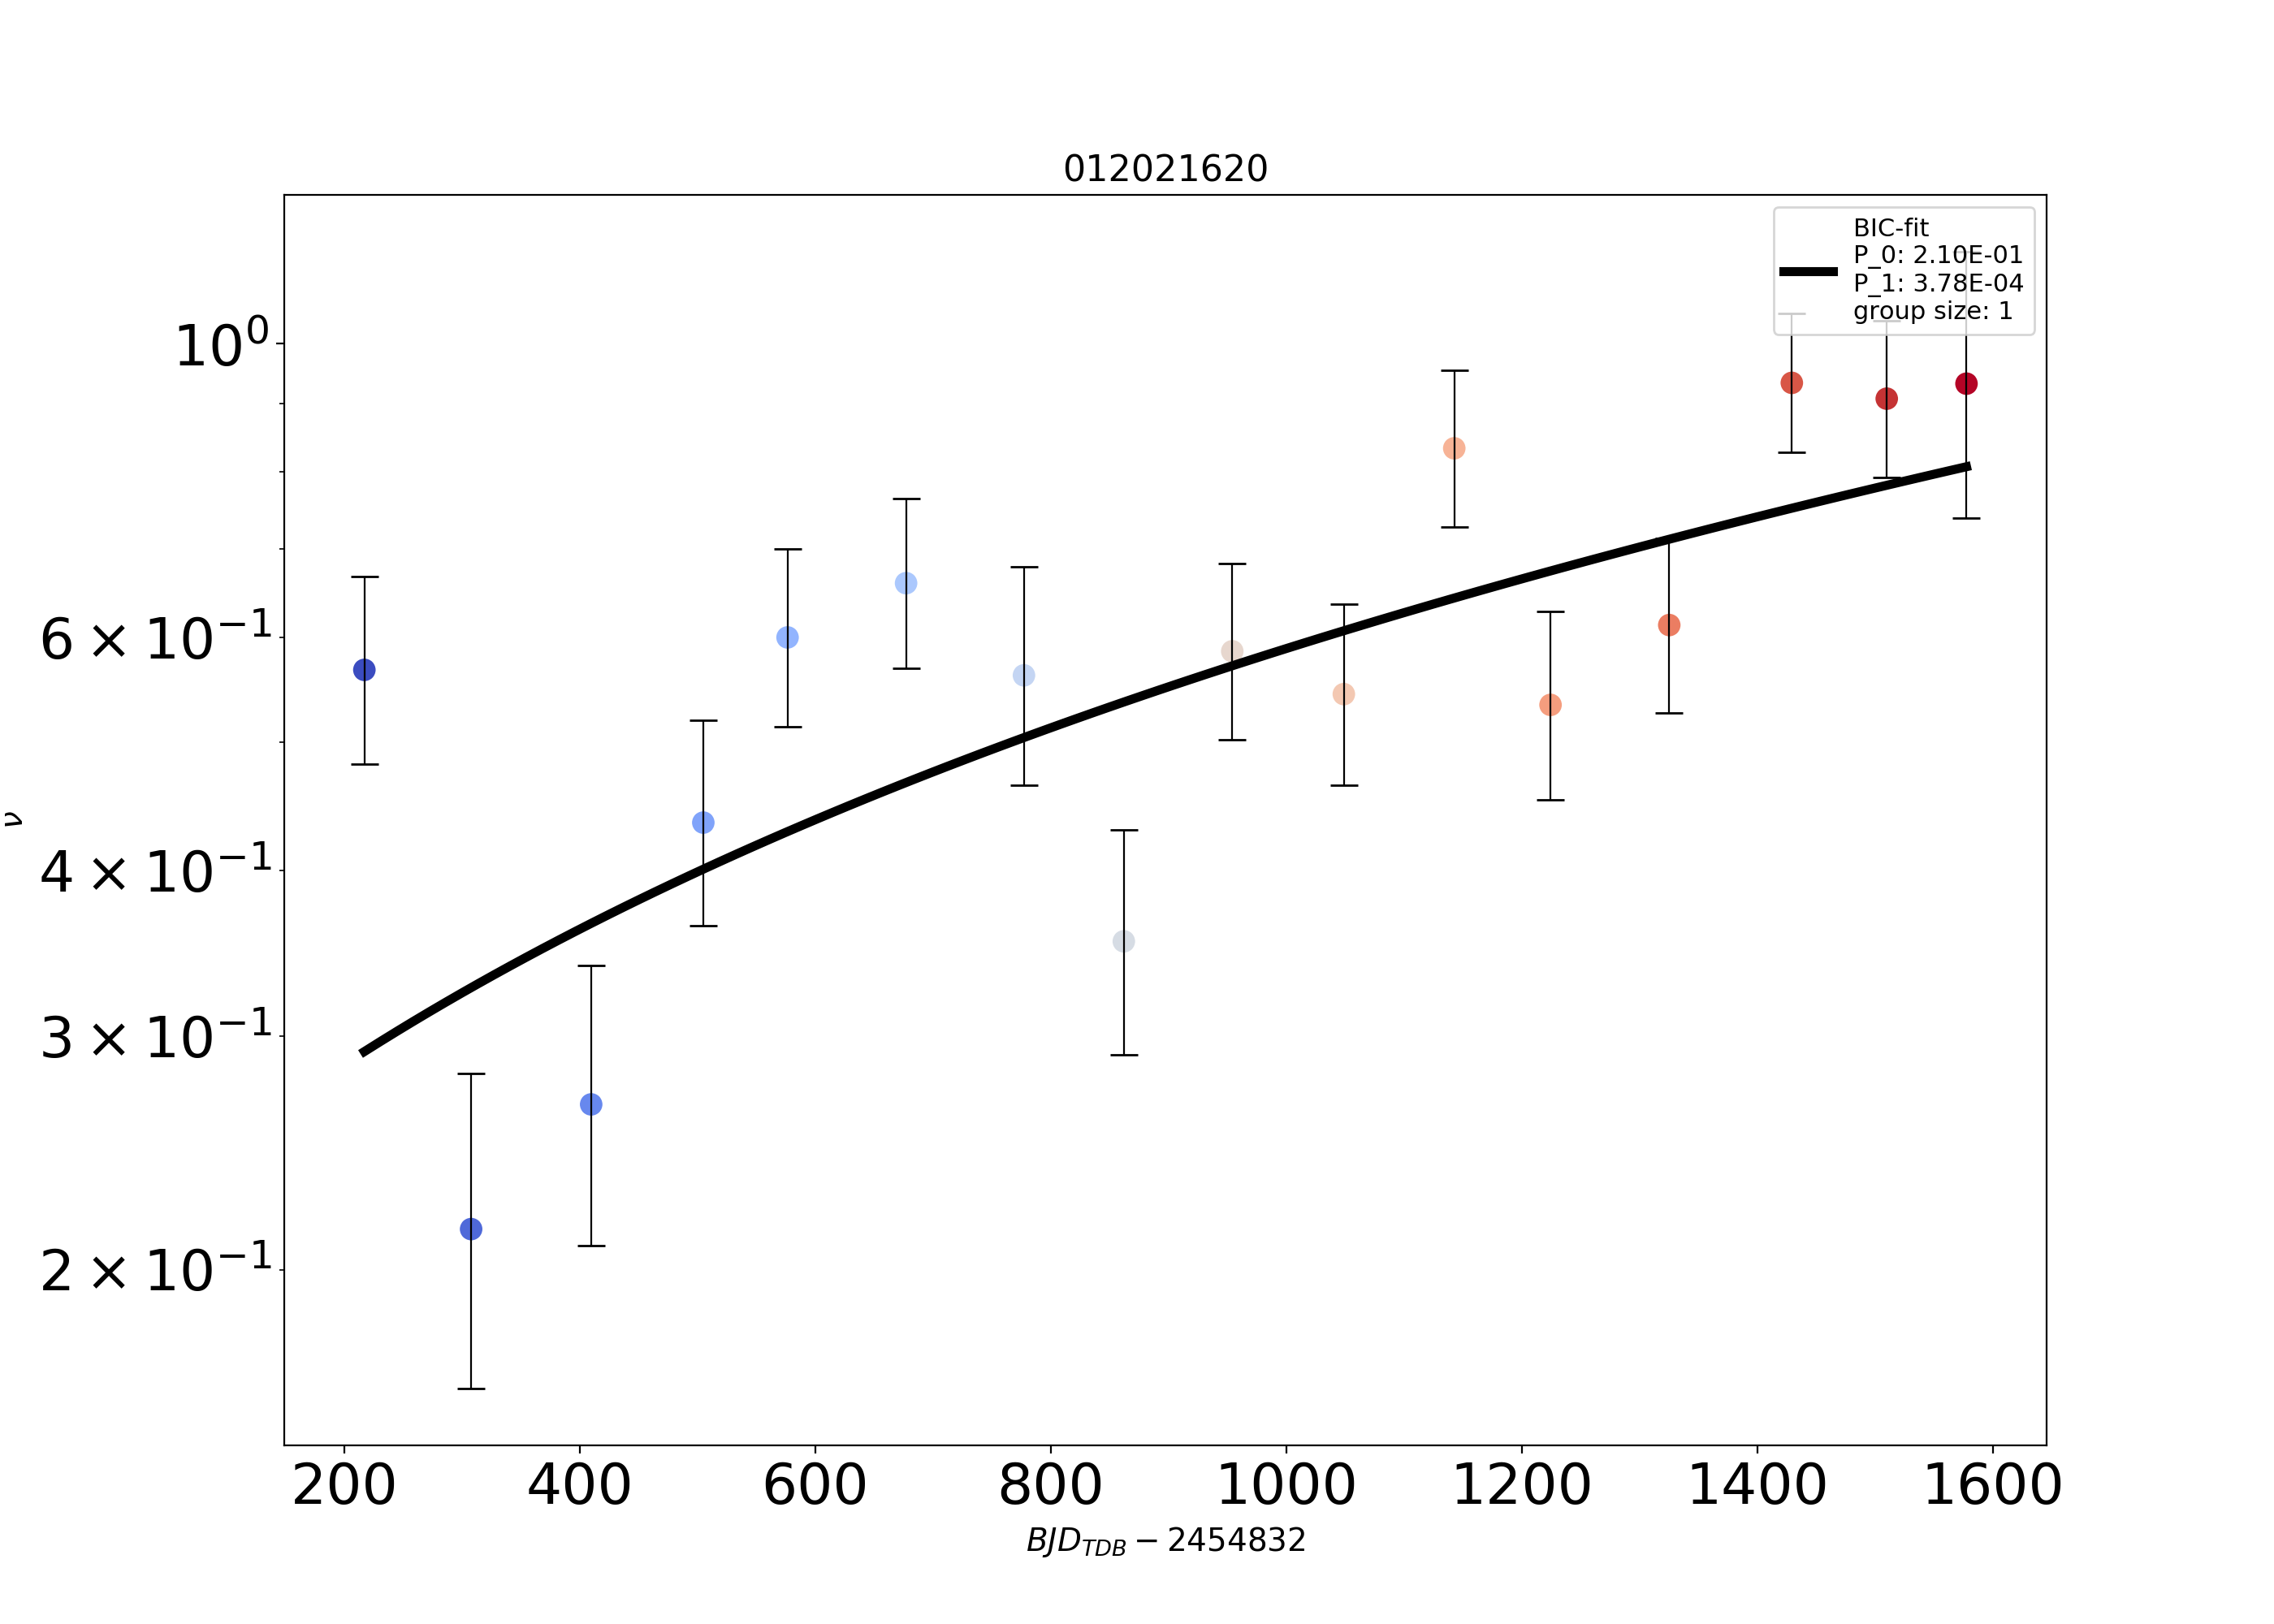 012021620
BIC-fit
P_0: 2.10E-01
P_1: 3.78E-04
group size: 1
10⁰
6 × 10⁻¹
4 × 10⁻¹
3 × 10⁻¹
2 × 10⁻¹
ν
200 400 600 800 1000 1200 1400 1600
BJD_TDB − 2454832